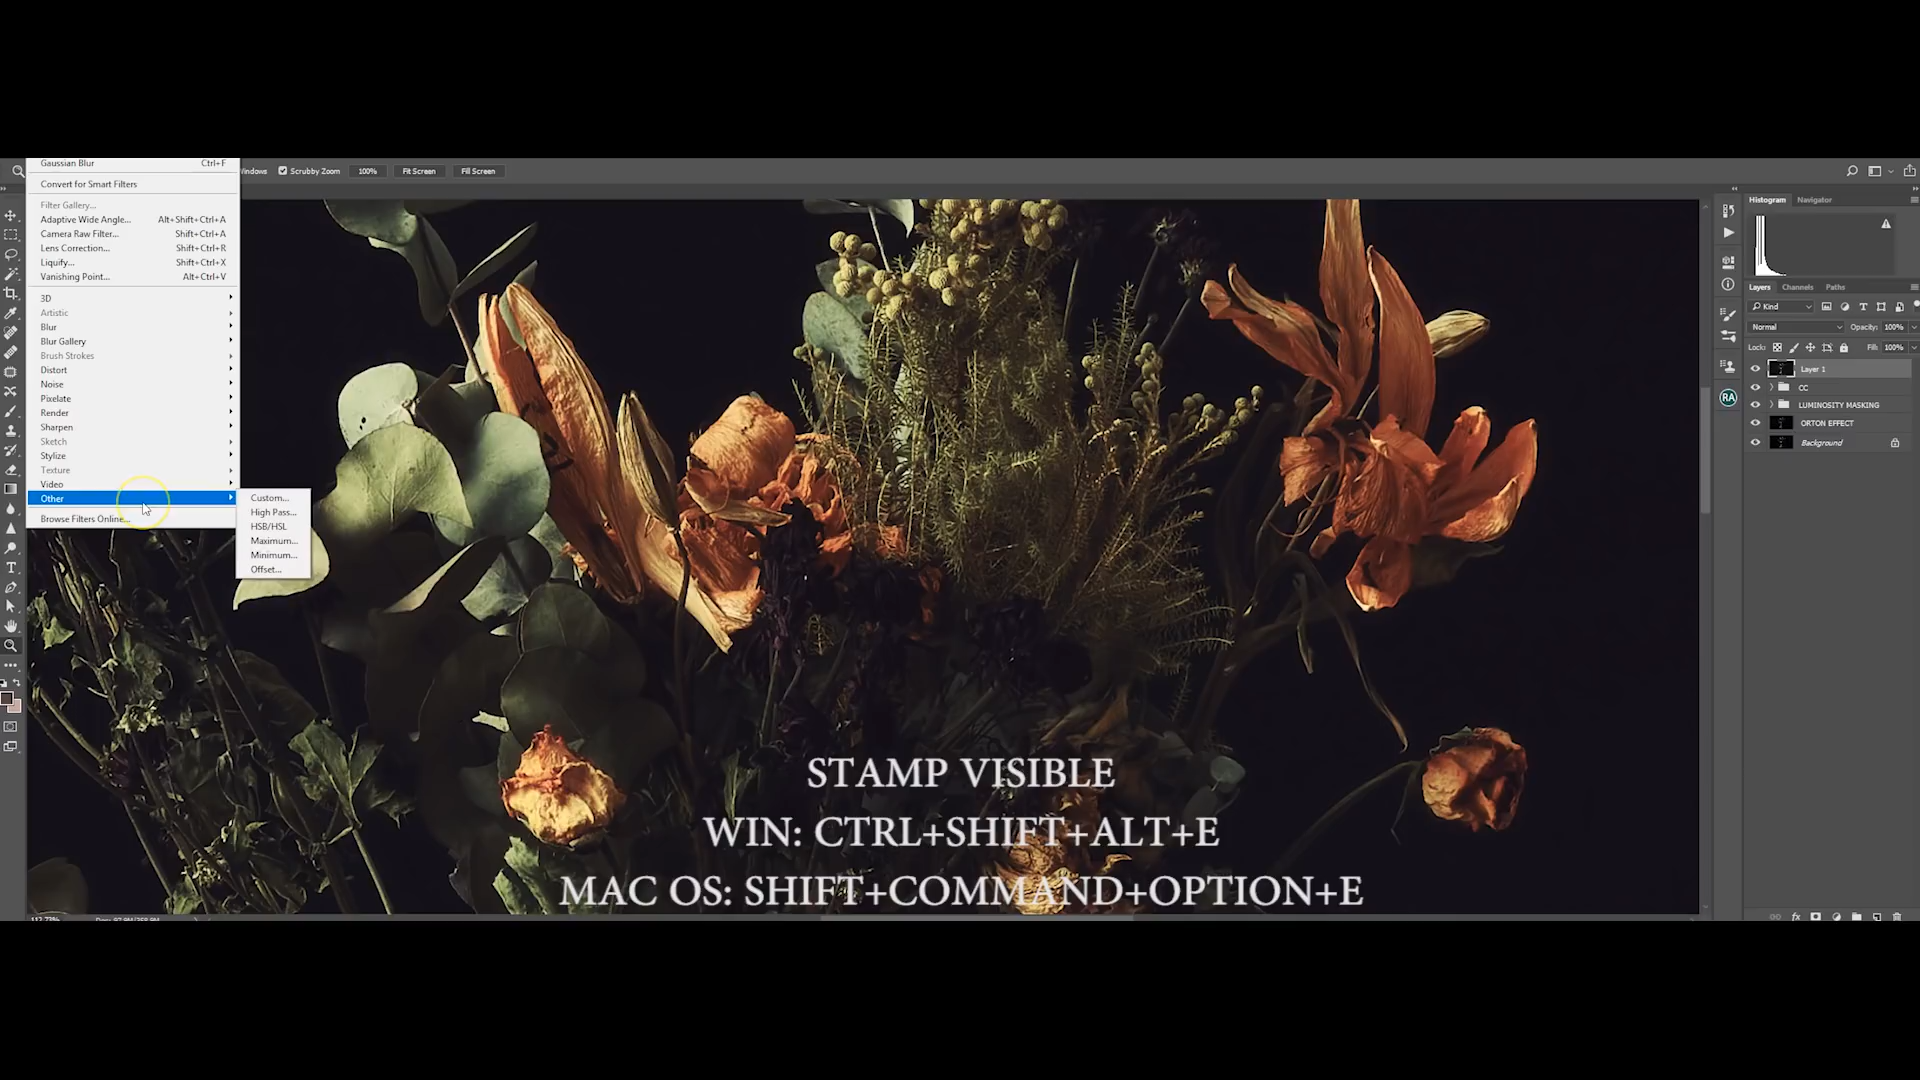 Gaussian Blur Ctrl+F
Convert for Smart Filters
Filter Gallery...
Adaptive Wide Angle... Alt+Shift+Ctrl+A
Camera Raw Filter... Shift+Ctrl+A
Lens Correction... Shift+Ctrl+R
Liquify... Shift+Ctrl+X
Vanishing Point... Alt+Ctrl+V
3D
Artistic
Blur
Blur Gallery
Brush Strokes
Distort
Noise
Pixelate
Render
Sharpen
Sketch
Stylize
Texture
Video
Other
Browse Filters Online...
Custom...
High Pass...
HSB/HSL
Maximum...
Minimum...
Offset...
Scrubby Zoom 100% Fit Screen Fill Screen
STAMP VISIBLE
WIN: CTRL+SHIFT+ALT+E
MAC OS: SHIFT+COMMAND+OPTION+E
Histogram Navigator
Layers Channels Paths
Kind
Normal Opacity: 100%
Lock: Fill: 100%
Layer 1
CC
LUMINOSITY MASKING
ORTON EFFECT
Background
RA
fx